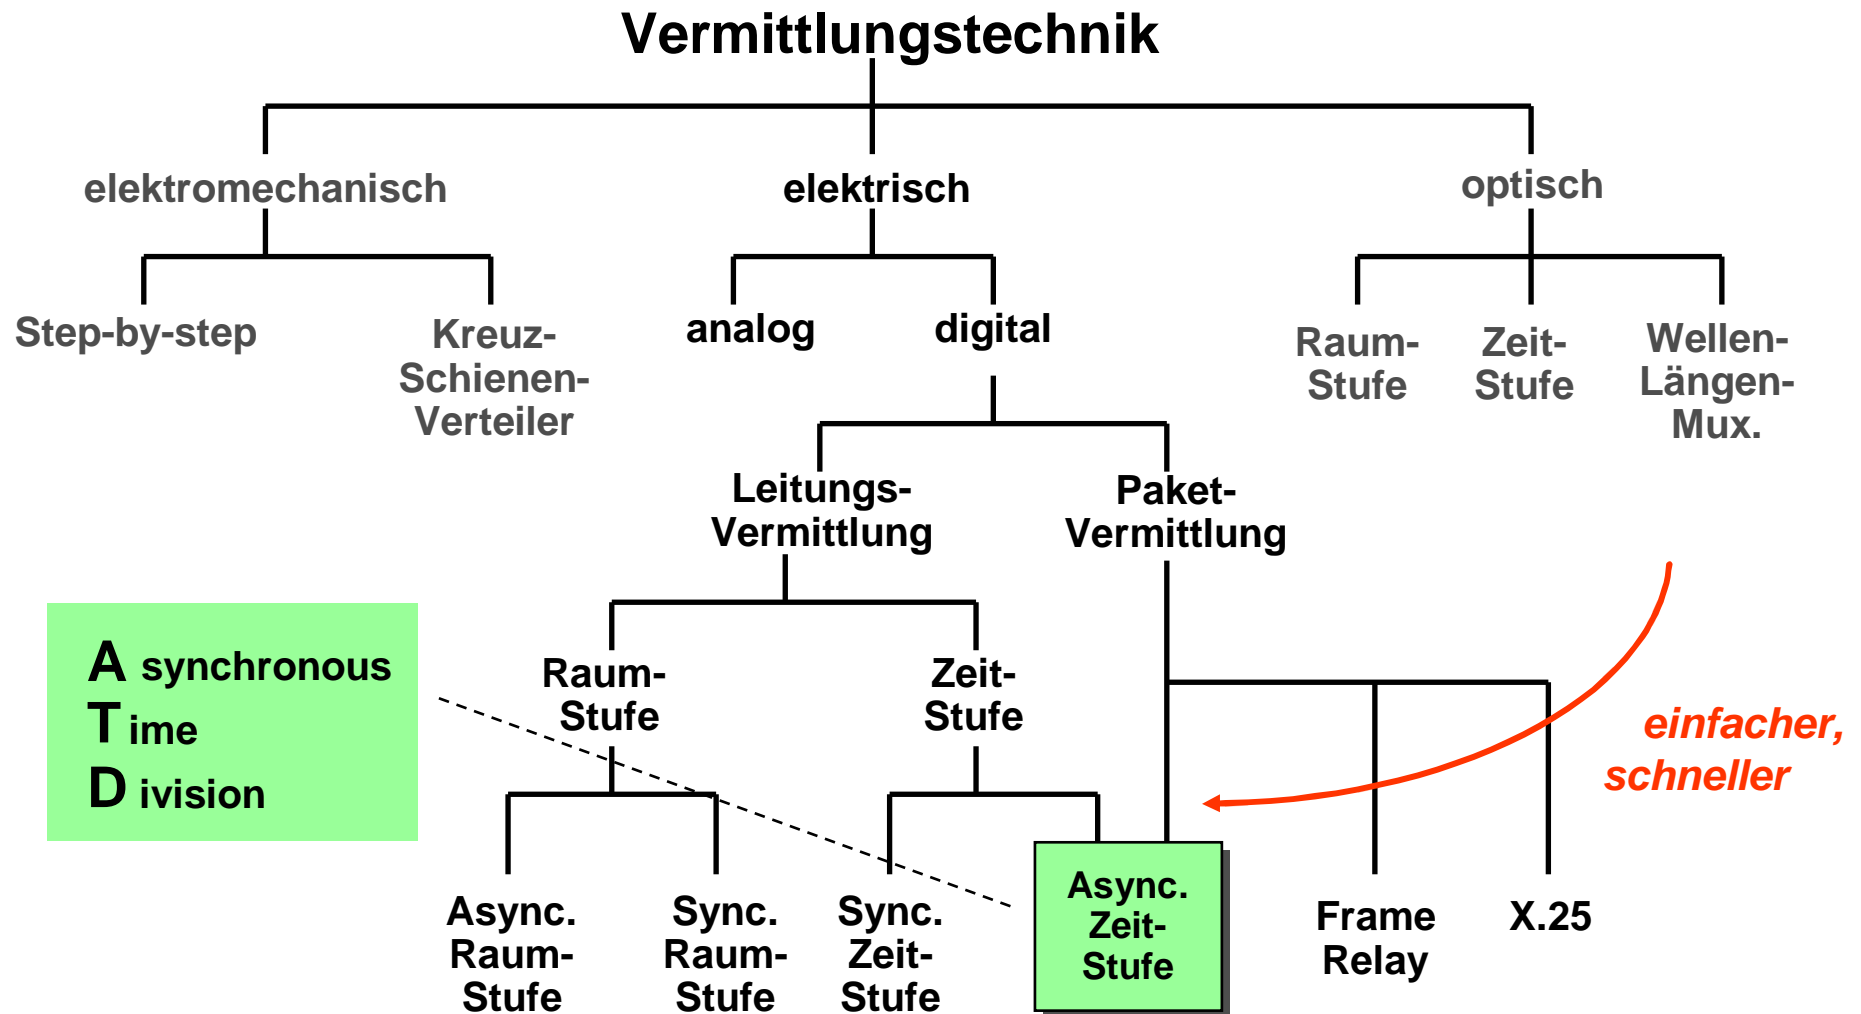 Vermittlungstechnik
elektromechanisch
elektrisch
optisch
Step-by-step
Kreuz-
Schienen-
Verteiler
analog
digital
Raum-
Stufe
Zeit-
Stufe
Wellen-
Längen-
Mux.
Leitungs-
Vermittlung
Paket-
Vermittlung
A synchronous
T ime
D ivision
Raum-
Stufe
Zeit-
Stufe
einfacher,
schneller
Async.
Raum-
Stufe
Sync.
Raum-
Stufe
Sync.
Zeit-
Stufe
Async.
Zeit-
Stufe
Frame
Relay
X.25